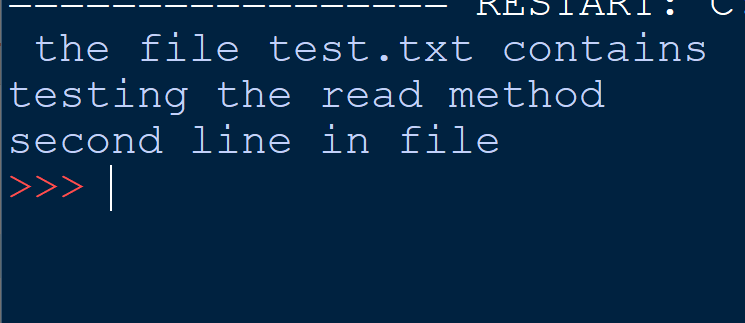 ================= RESTART: C:
the file test.txt contains
testing the read method
second line in file
>>>